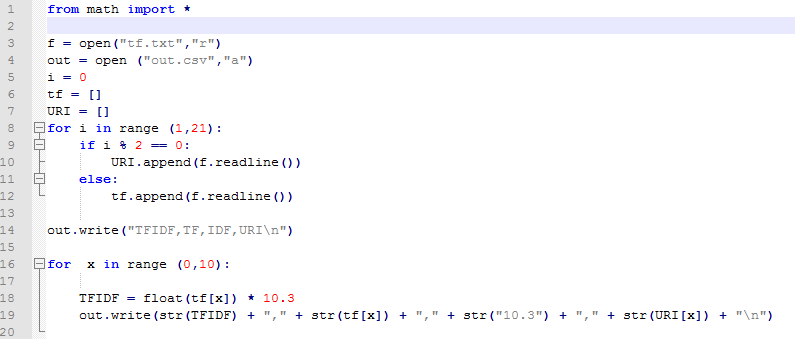 1 from math import *
2
3 f = open("tf.txt","r")
4 out = open ("out.csv","a")
5 i = 0
6 tf = []
7 URI = []
8 for i in range (1,21):
9     if i % 2 == 0:
10         URI.append(f.readline())
11     else:
12         tf.append(f.readline())
13
14 out.write("TFIDF,TF,IDF,URI\n")
15
16 for  x in range (0,10):
17
18     TFIDF = float(tf[x]) * 10.3
19     out.write(str(TFIDF) + "," + str(tf[x]) + "," + str("10.3") + "," + str(URI[x]) + "\n")
20